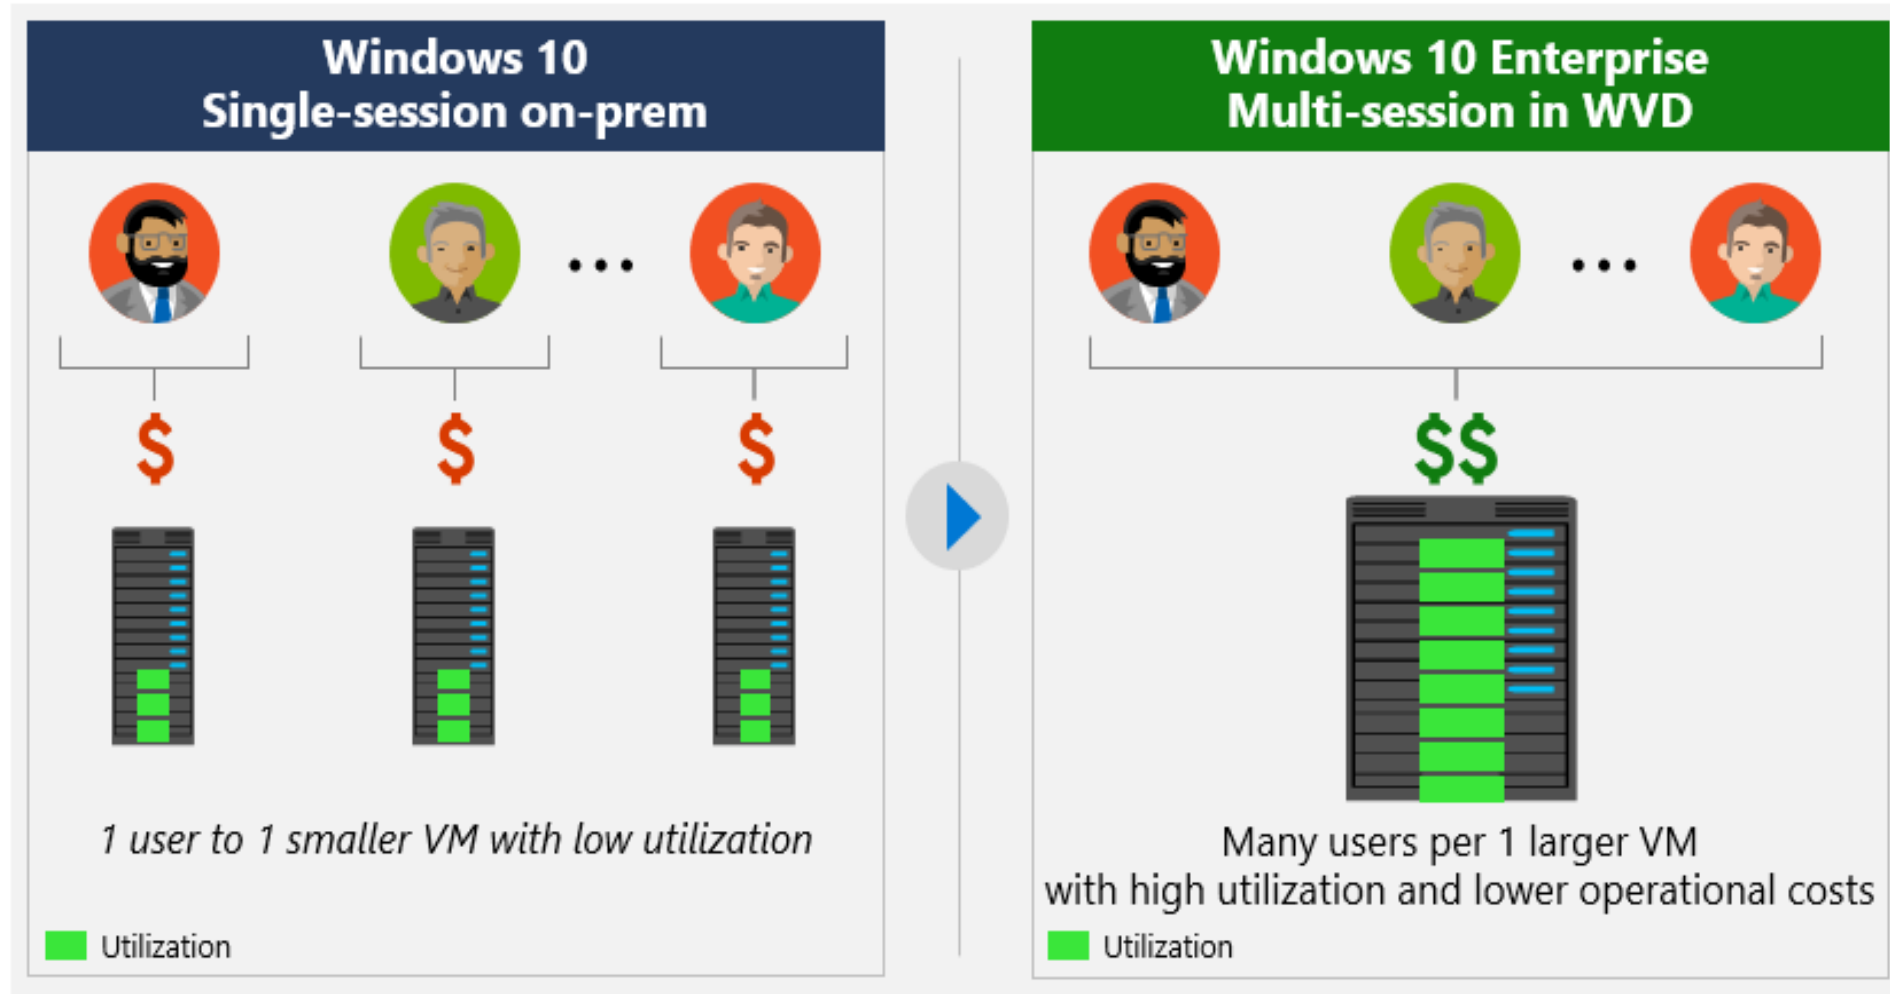 Windows 10
Single-session on-prem
$
$
$
1 user to 1 smaller VM with low utilization
Utilization
Windows 10 Enterprise
Multi-session in WVD
$$
Many users per 1 larger VM
with high utilization and lower operational costs
Utilization